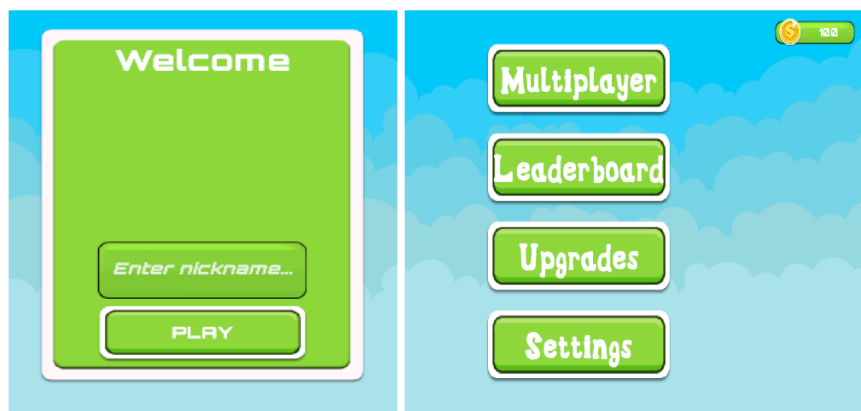 Welcome
Enter nickname...
PLAY
100
Multiplayer
Leaderboard
Upgrades
Settings